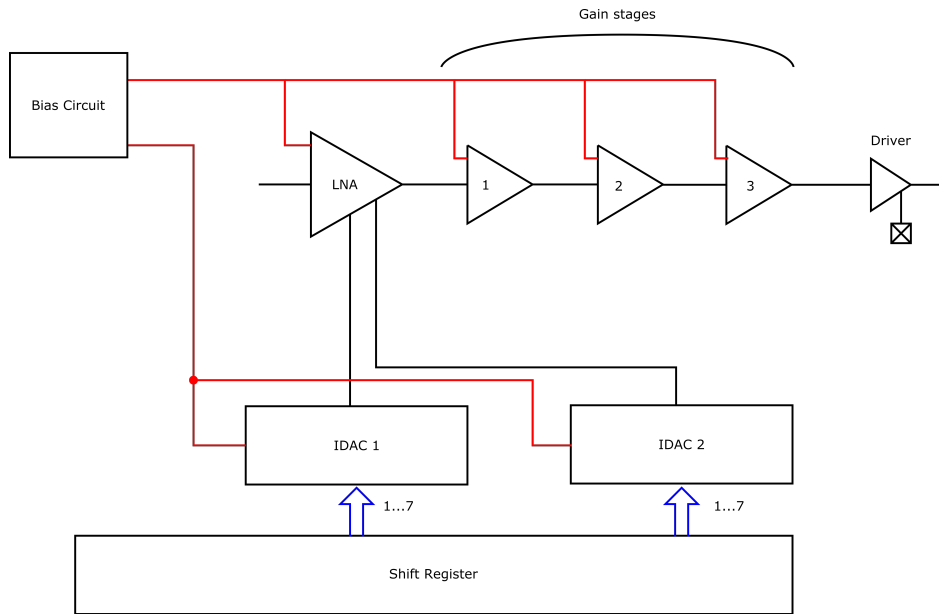 Gain stages
Bias Circuit
Driver
LNA
1
2
3
IDAC 1
IDAC 2
1...7
1...7
Shift Register